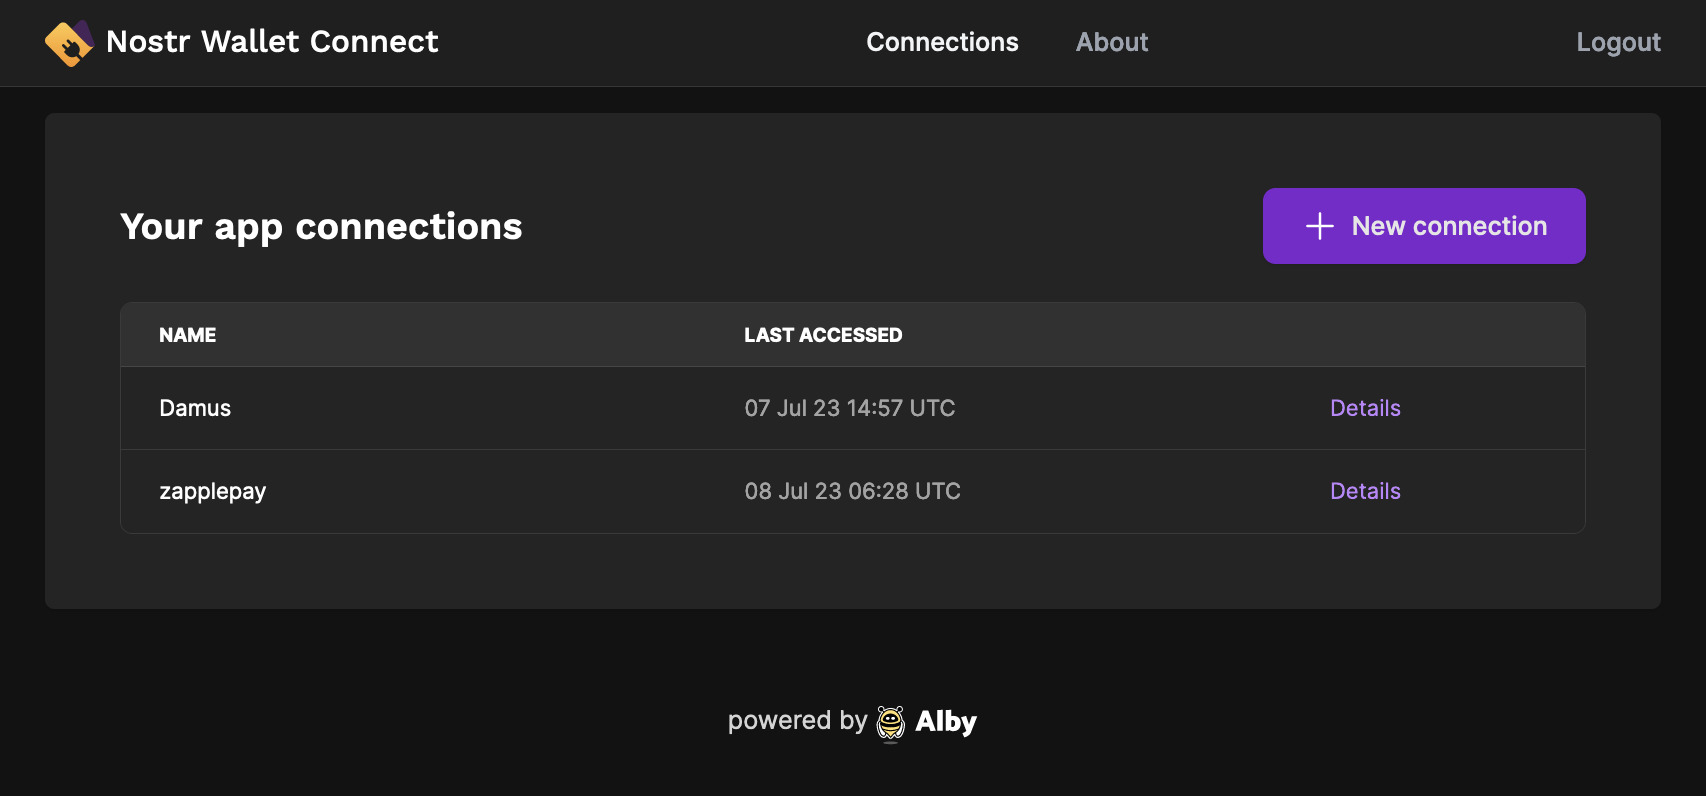 Nostr Wallet Connect
Connections
About
Logout
Your app connections
New connection
NAME
LAST ACCESSED
Damus
07 Jul 23 14:57 UTC
Details
zapplepay
08 Jul 23 06:28 UTC
Details
powered by Alby